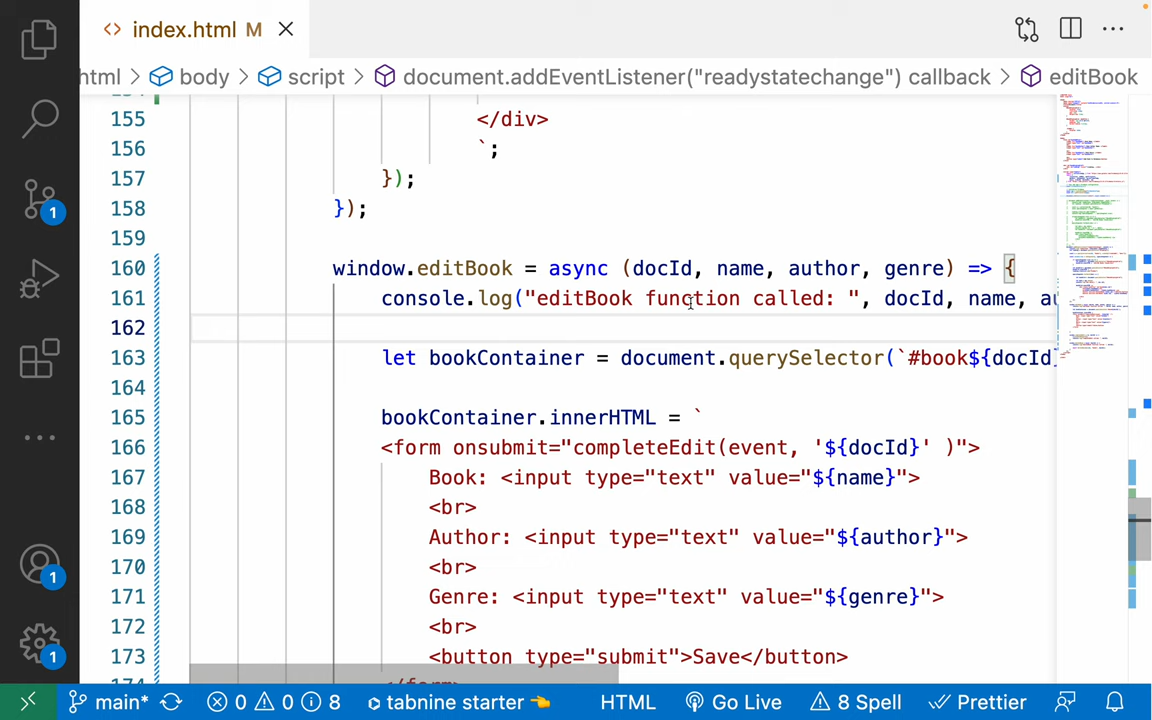 index.html M
html > body > script > document.addEventListener("readystatechange") callback > editBook
155 </div>
156 `;
157 });
158 });
159
160 window.editBook = async (docId, name, author, genre) => {
161 console.log("editBook function called: ", docId, name, au
162
163 let bookContainer = document.querySelector(`#book${docId}
164
165 bookContainer.innerHTML = `
166 <form onsubmit="completeEdit(event, '${docId}' )">
167 Book: <input type="text" value="${name}">
168 <br>
169 Author: <input type="text" value="${author}">
170 <br>
171 Genre: <input type="text" value="${genre}">
172 <br>
173 <button type="submit">Save</button>
174 </form>
1
1
1
main* 0 0 8 tabnine starter HTML Go Live 8 Spell Prettier